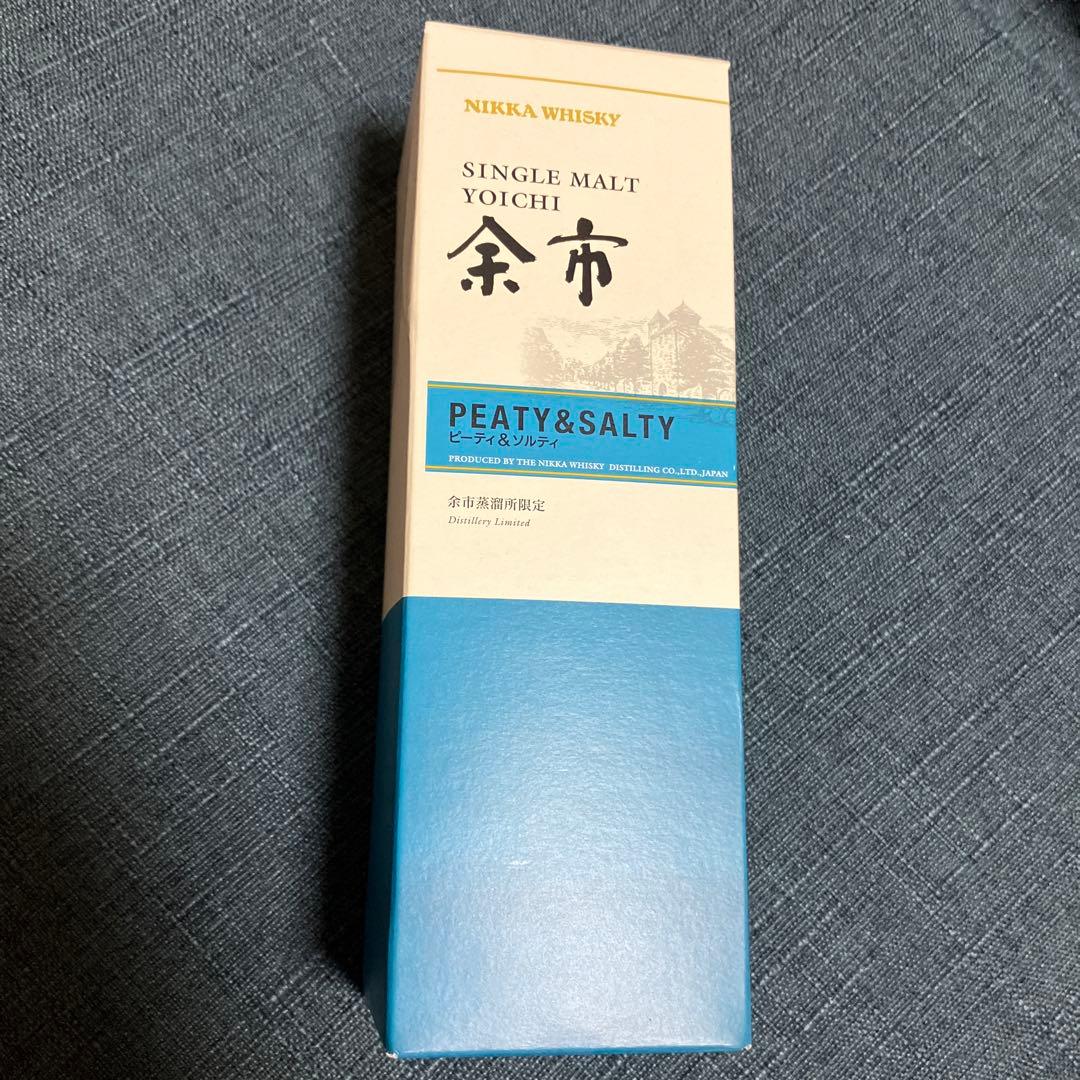 NIKKA WHISKY
SINGLE MALT
YOICHI
余市
PEATY&SALTY
ピーティ&ソルティ
PRODUCED BY THE NIKKA WHISKY DISTILLING CO.,LTD.,JAPAN
余市蒸溜所限定
Distillery Limited